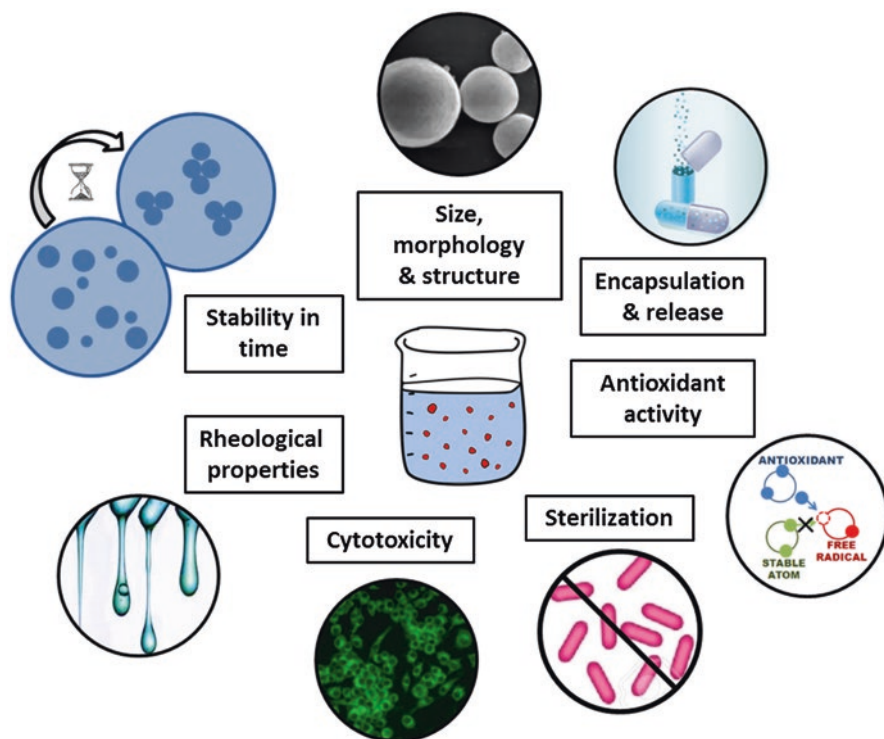 Size,
morphology
& structure
Encapsulation
& release
Stability in
time
Antioxidant
activity
Rheological
properties
ANTIOXIDANT
STABLE
ATOM
FREE
RADICAL
Sterilization
Cytotoxicity